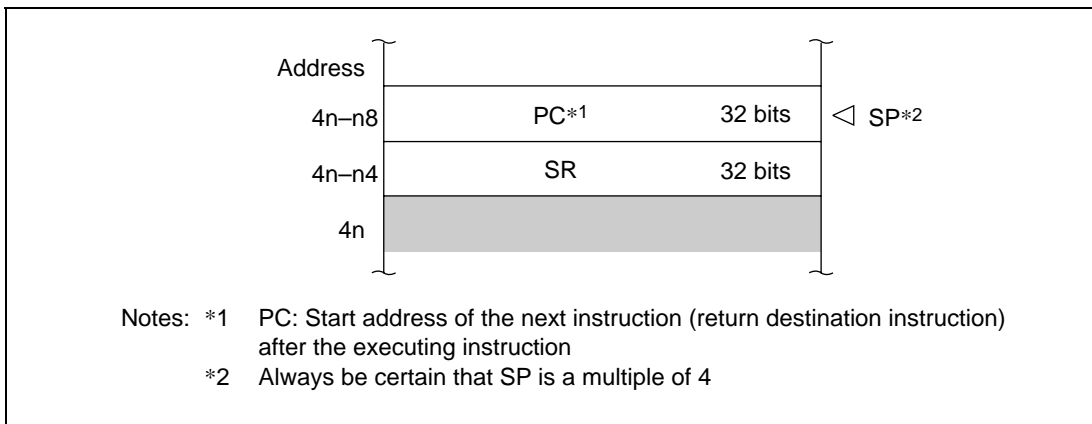 Address
4n–n8 PC*1 32 bits SP*2
4n–n4 SR 32 bits
4n
Notes: *1 PC: Start address of the next instruction (return destination instruction)
after the executing instruction
*2 Always be certain that SP is a multiple of 4